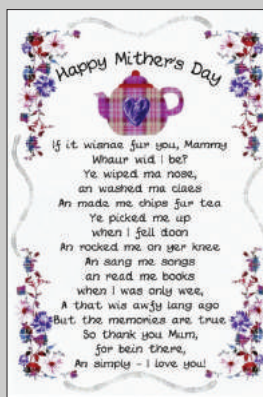 Happy Mither's Day
If it wisnae fur you, Mammy
Whaur wid I be?
Ye wiped ma nose,
an washed ma claes
An made me chips fur tea
Ye picked me up
when I fell doon
An rocked me on yer knee
An sang me songs
an read me books
when I was only wee,
A that wis awfy lang ago
But the memories are true
So thank you Mum,
for bein there,
An simply - I love you!